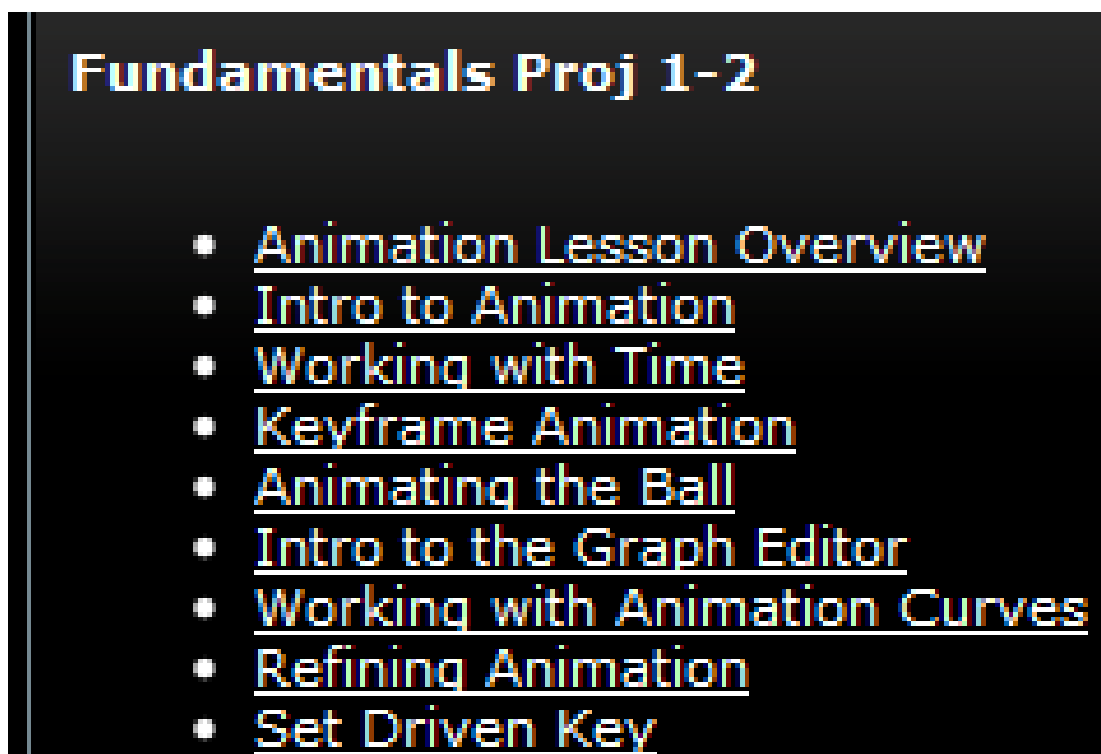 Fundamentals Proj 1-2
• Animation Lesson Overview
• Intro to Animation
• Working with Time
• Keyframe Animation
• Animating the Ball
• Intro to the Graph Editor
• Working with Animation Curves
• Refining Animation
• Set Driven Key